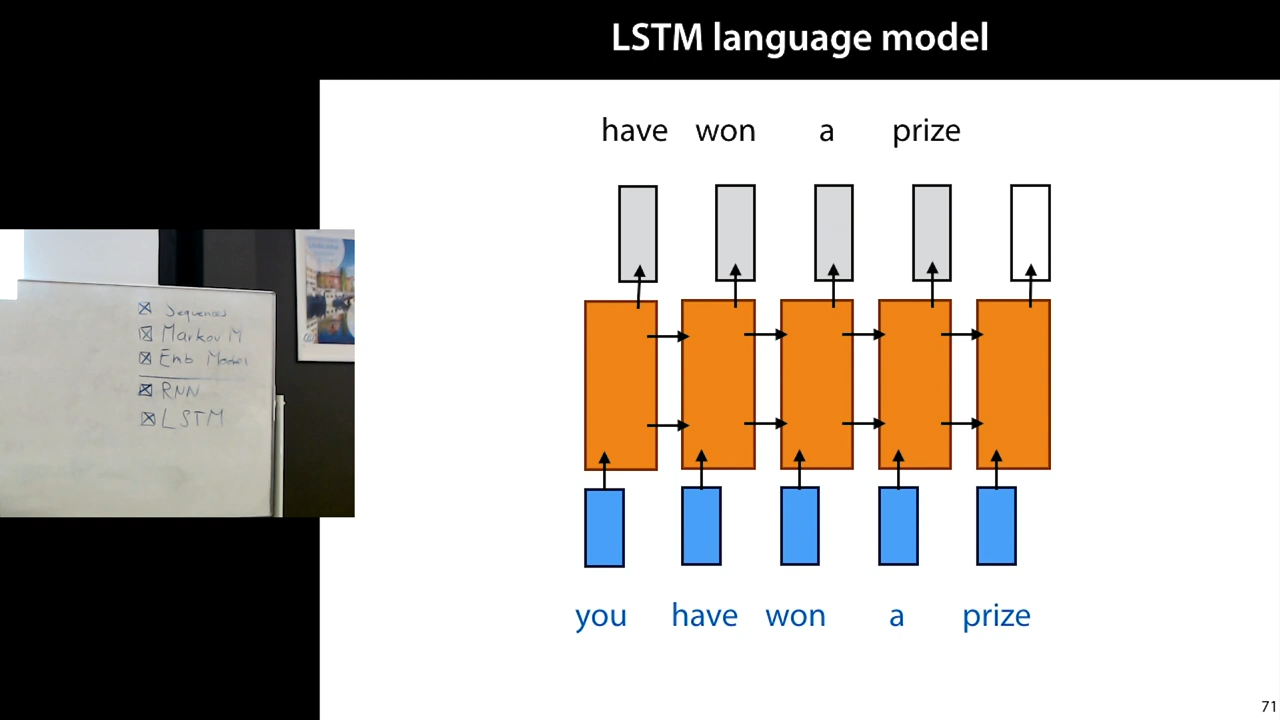 LSTM language model
have won a prize
Sequences
Markov M
Emb Model
RNN
LSTM
you have won a prize
71